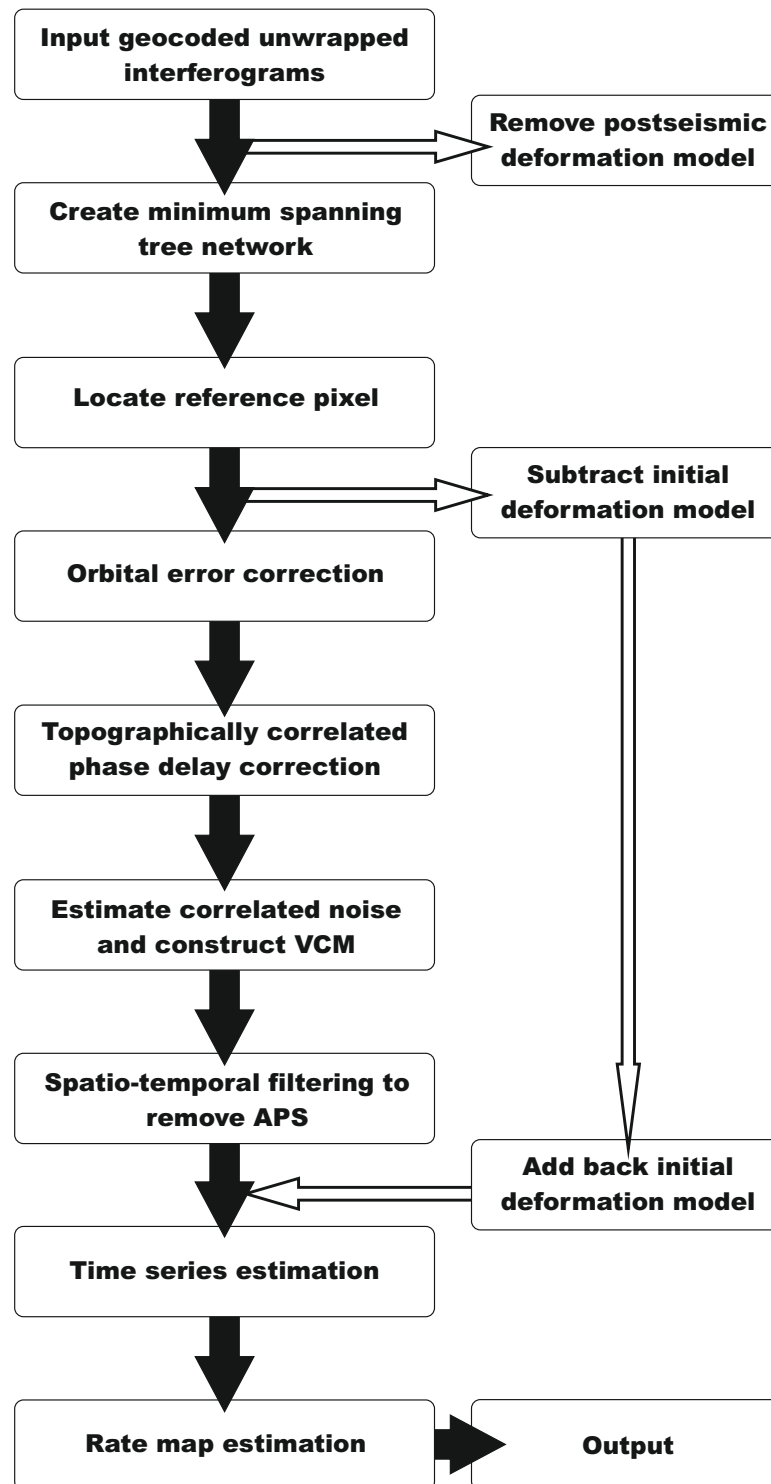 Input geocoded unwrapped
interferograms
Remove postseismic
deformation model
Create minimum spanning
tree network
Locate reference pixel
Subtract initial
deformation model
Orbital error correction
Topographically correlated
phase delay correction
Estimate correlated noise
and construct VCM
Spatio-temporal filtering to
remove APS
Add back initial
deformation model
Time series estimation
Rate map estimation
Output